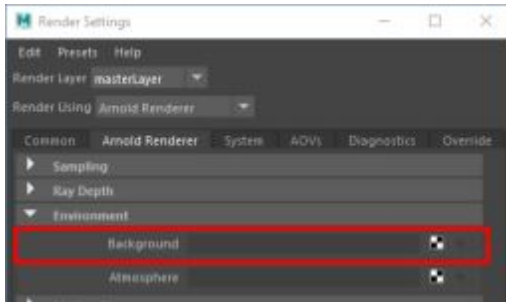 Render Settings
Edit Presets Help
Render Layer masterLayer
Render Using Arnold Renderer
Common Arnold Renderer System AOVs Diagnostics Override
Sampling
Ray Depth
Environment
Background
Atmosphere